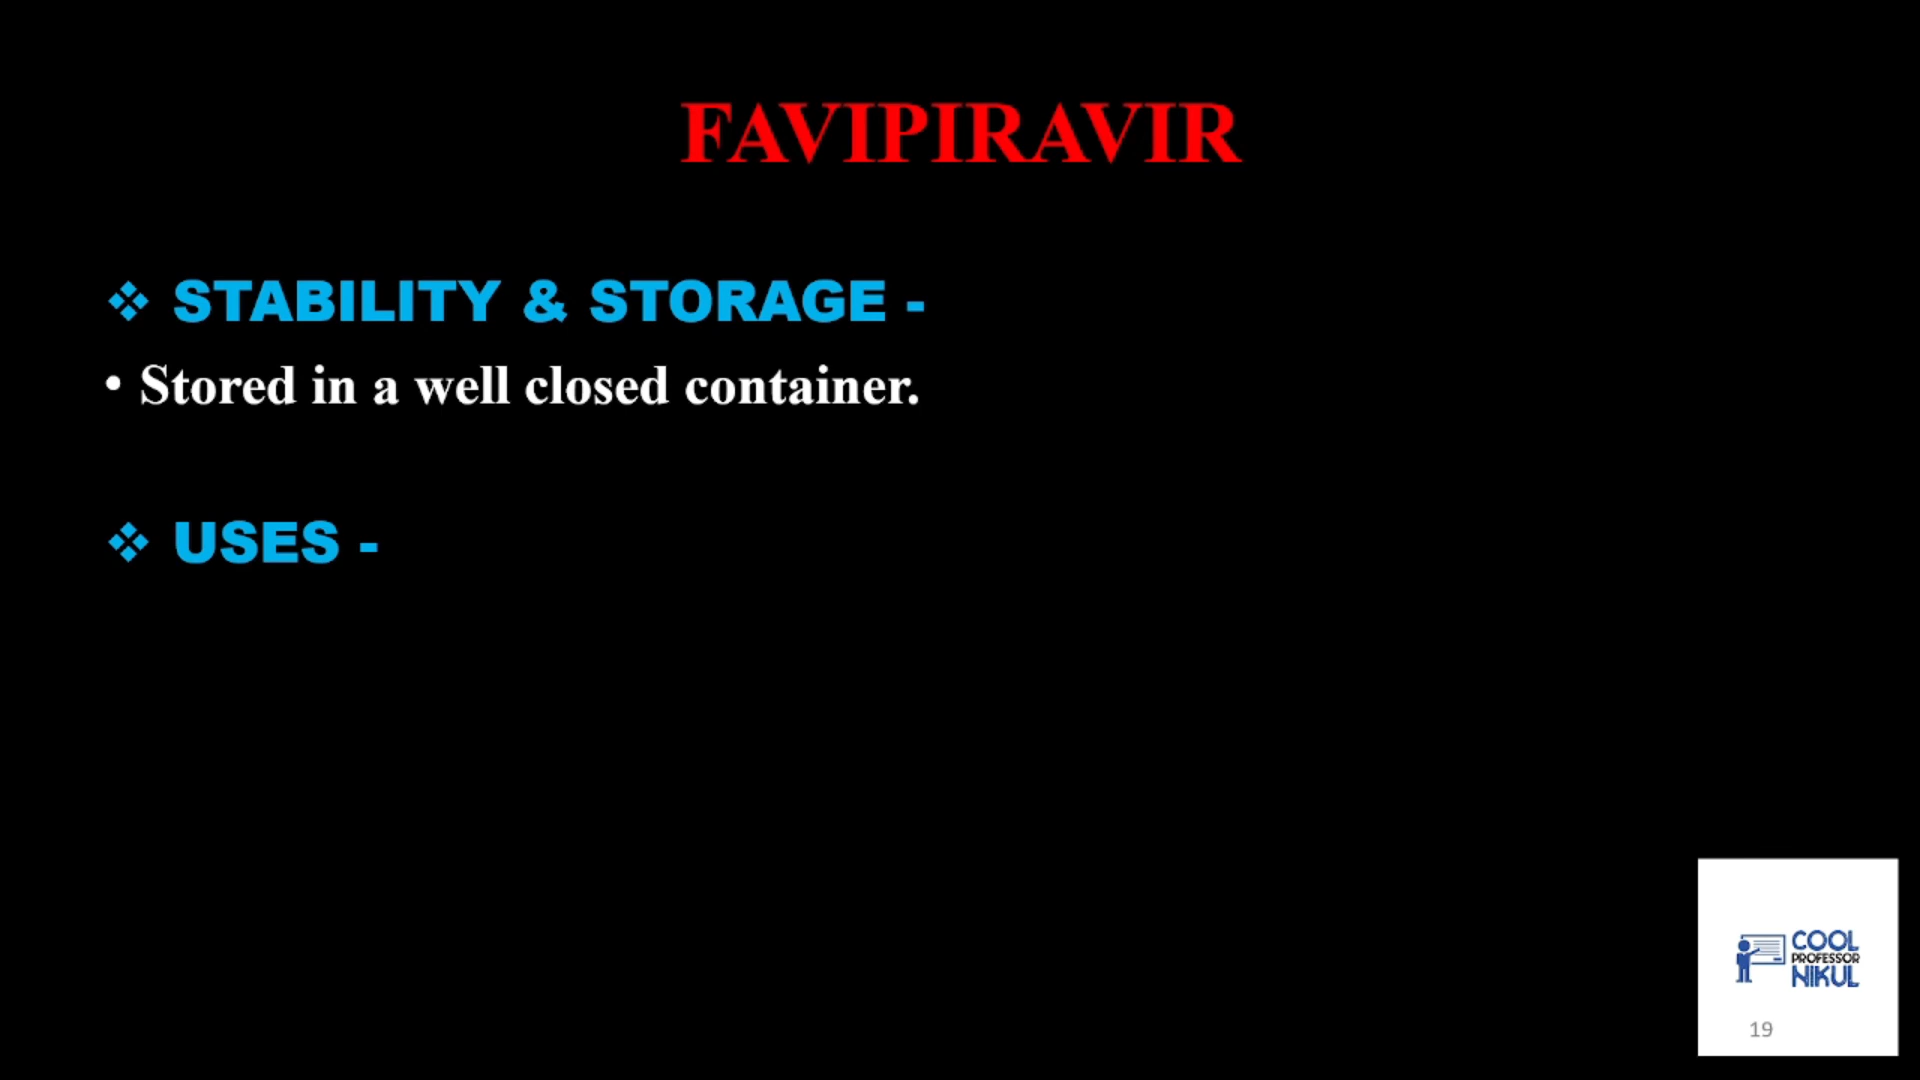 FAVIPIRAVIR
❖ STABILITY & STORAGE -
• Stored in a well closed container.
❖ USES -
COOL
PROFESSOR
NIKUL
19